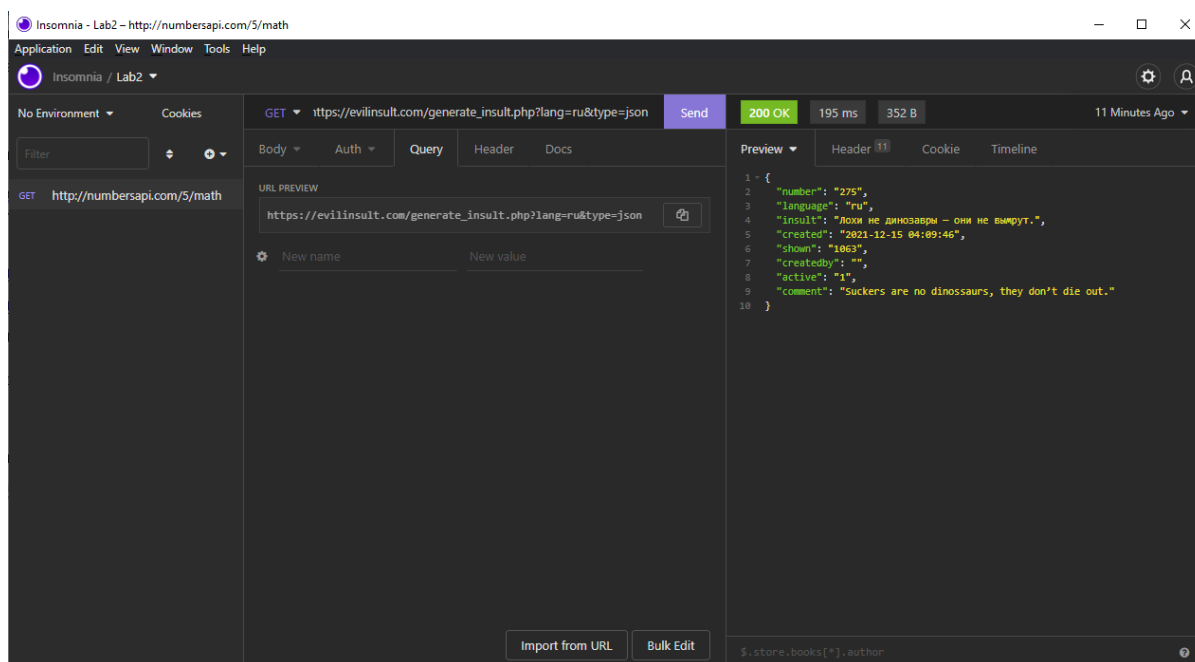 Insomnia - Lab2 – http://numbersapi.com/5/math
Application Edit View Window Tools Help
Insomnia / Lab2
No Environment Cookies
Filter
GET http://numbersapi.com/5/math
GET ttps://evilinsult.com/generate_insult.php?lang=ru&type=json Send
Body Auth Query Header Docs
URL PREVIEW
https://evilinsult.com/generate_insult.php?lang=ru&type=json
New name New value
Import from URL Bulk Edit
200 OK 195 ms 352 B 11 Minutes Ago
Preview Header 11 Cookie Timeline
1 {
2 "number": "275",
3 "language": "ru",
4 "insult": "Лохи не динозавры — они не вымрут.",
5 "created": "2021-12-15 04:09:46",
6 "shown": "1063",
7 "createdby": "",
8 "active": "1",
9 "comment": "Suckers are no dinossaurs, they don’t die out."
10 }
$.store.books[*].author